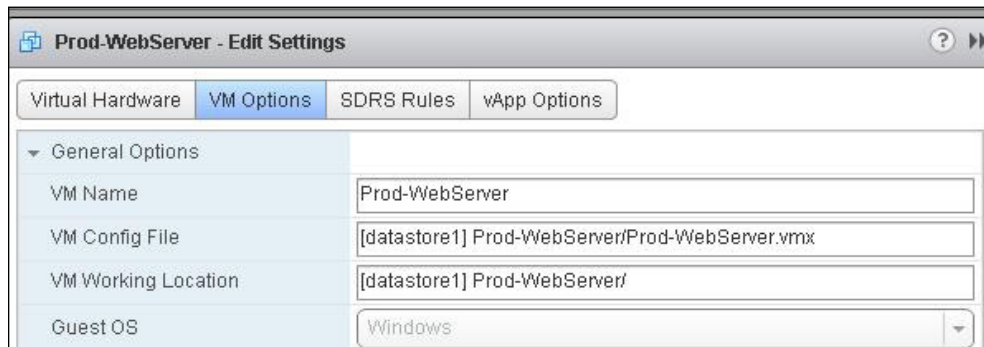 Prod-WebServer - Edit Settings
?
Virtual Hardware VM Options SDRS Rules vApp Options
General Options
VM Name Prod-WebServer
VM Config File [datastore1] Prod-WebServer/Prod-WebServer.vmx
VM Working Location [datastore1] Prod-WebServer/
Guest OS Windows